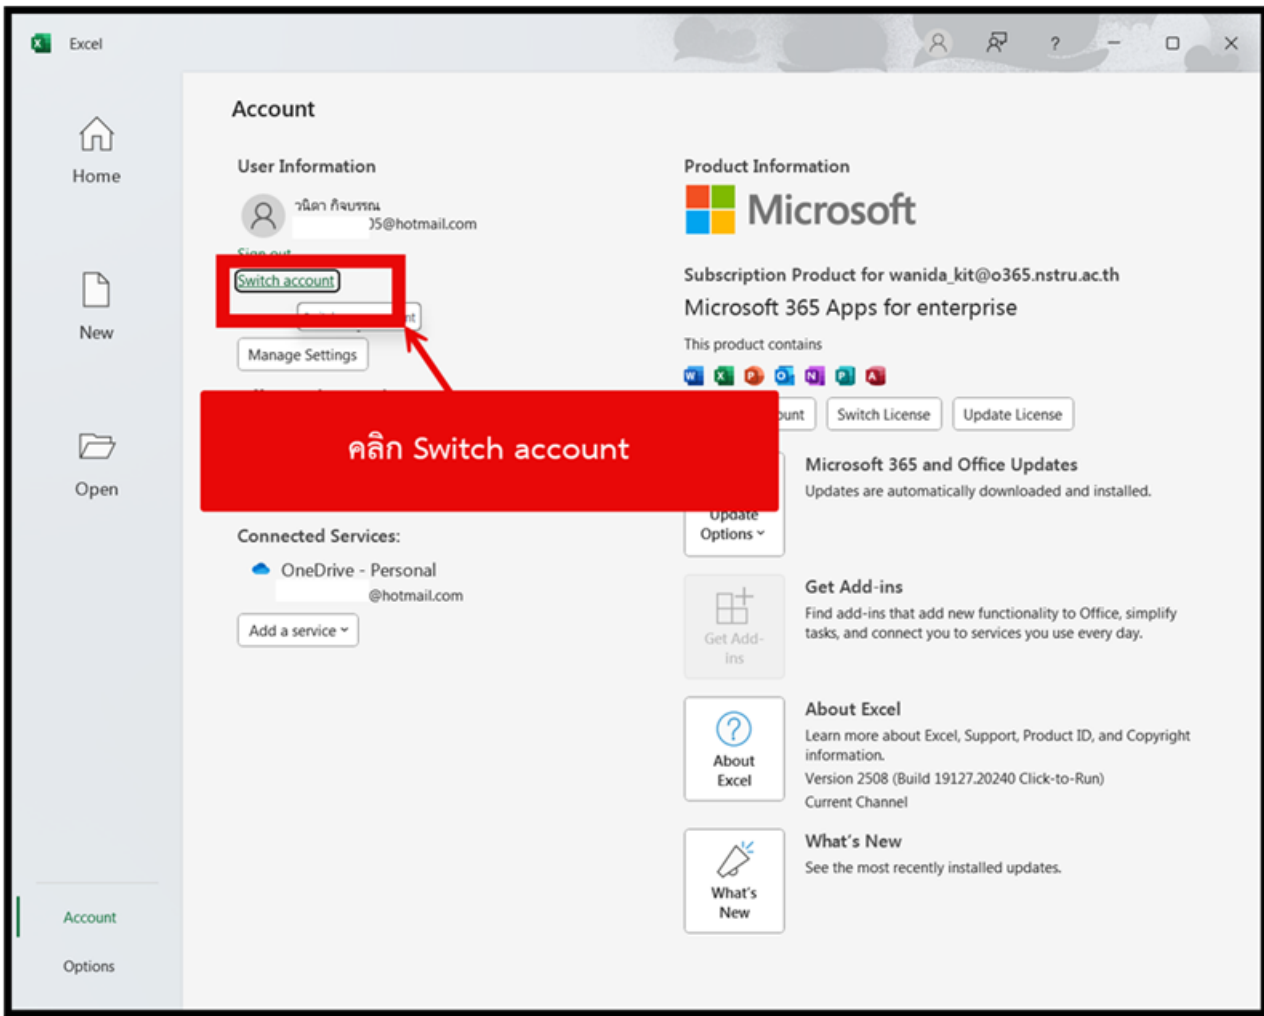 Excel
?
Account
Home
New
Open
Account
Options
User Information
วนิดา กิจบรรณ
05@hotmail.com
Sign out
Switch account
Manage Settings
คลิก Switch account
Connected Services:
OneDrive - Personal
@hotmail.com
Add a service
Product Information
Microsoft
Subscription Product for wanida_kit@o365.nstru.ac.th
Microsoft 365 Apps for enterprise
This product contains
Switch License
Update License
Update
Options
Microsoft 365 and Office Updates
Updates are automatically downloaded and installed.
Get Add-
ins
Get Add-ins
Find add-ins that add new functionality to Office, simplify
tasks, and connect you to services you use every day.
About
Excel
About Excel
Learn more about Excel, Support, Product ID, and Copyright
information.
Version 2508 (Build 19127.20240 Click-to-Run)
Current Channel
What's
New
What's New
See the most recently installed updates.